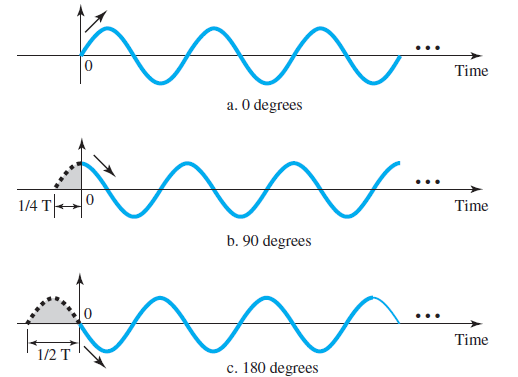 0
•••
Time
a. 0 degrees
1/4 T
0
•••
Time
b. 90 degrees
0
•••
Time
1/2 T
c. 180 degrees